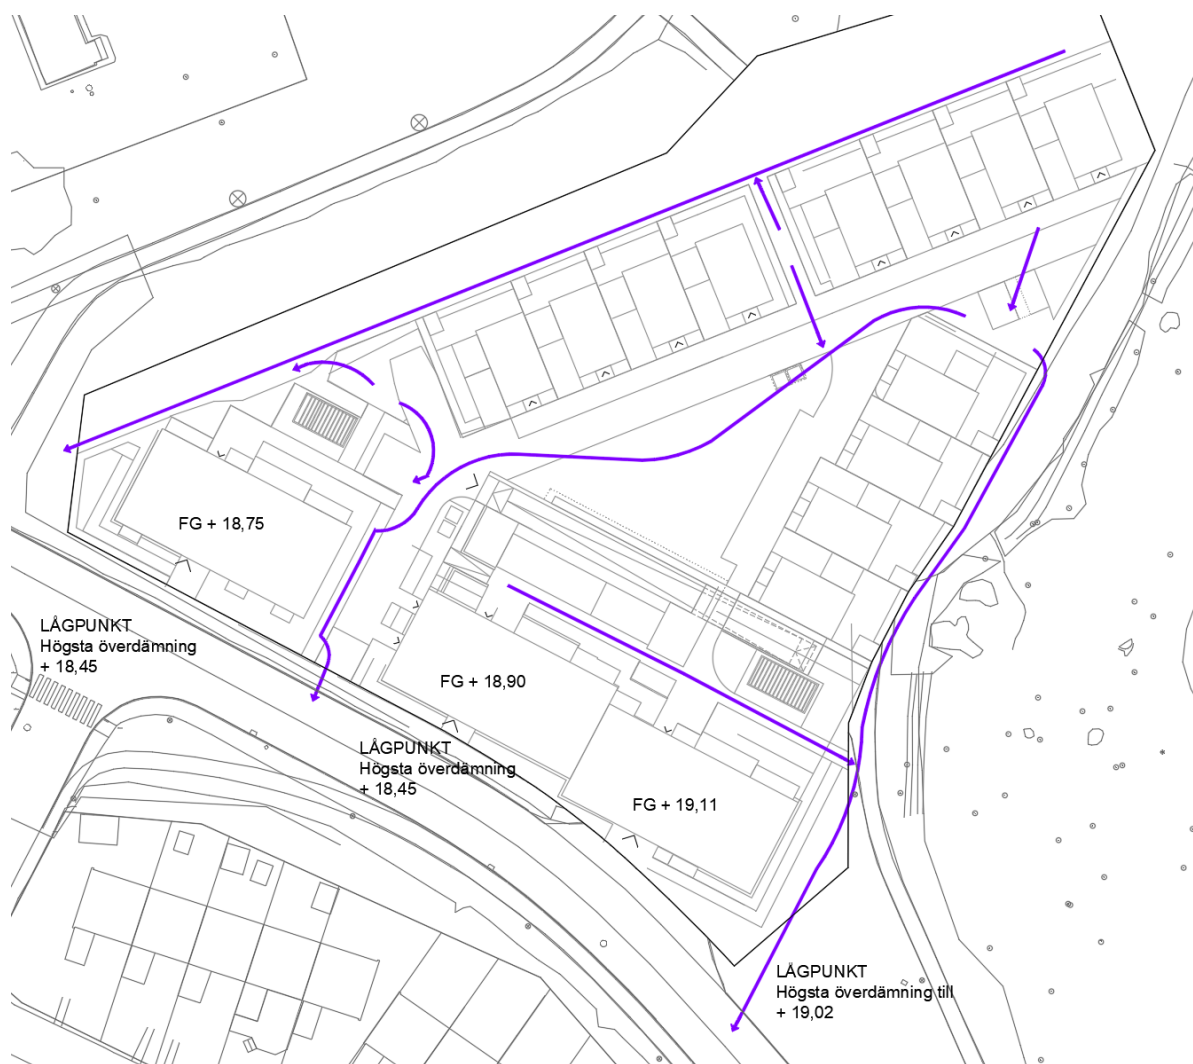 FG + 18,75
LÅGPUNKT
Högsta överdämning
+ 18,45
FG + 18,90
LÅGPUNKT
Högsta överdämning
+ 18,45
FG + 19,11
LÅGPUNKT
Högsta överdämning till
+ 19,02